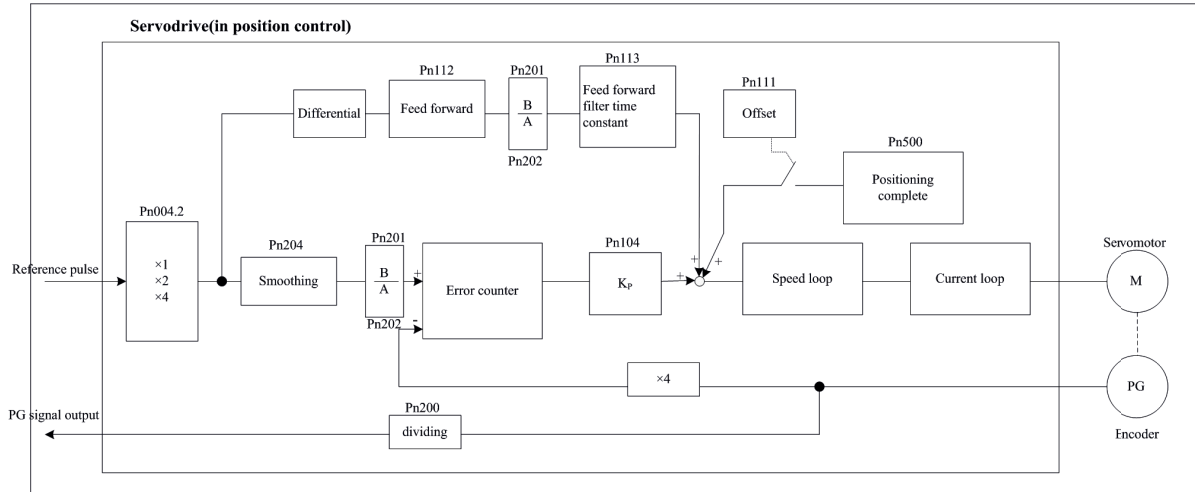 Servodrive(in position control)
Pn112
Pn201
Pn113
Pn111
Differential
Feed forward
B
A
Feed forward
filter time
constant
Offset
Pn202
Pn500
Positioning
complete
Pn004.2
×1
×2
×4
Reference pulse
Pn204
Smoothing
Pn201
B
A
Pn202
+
-
Error counter
Pn104
KP
+
+
+
Speed loop
Current loop
Servomotor
M
×4
PG
Encoder
PG signal output
Pn200
dividing